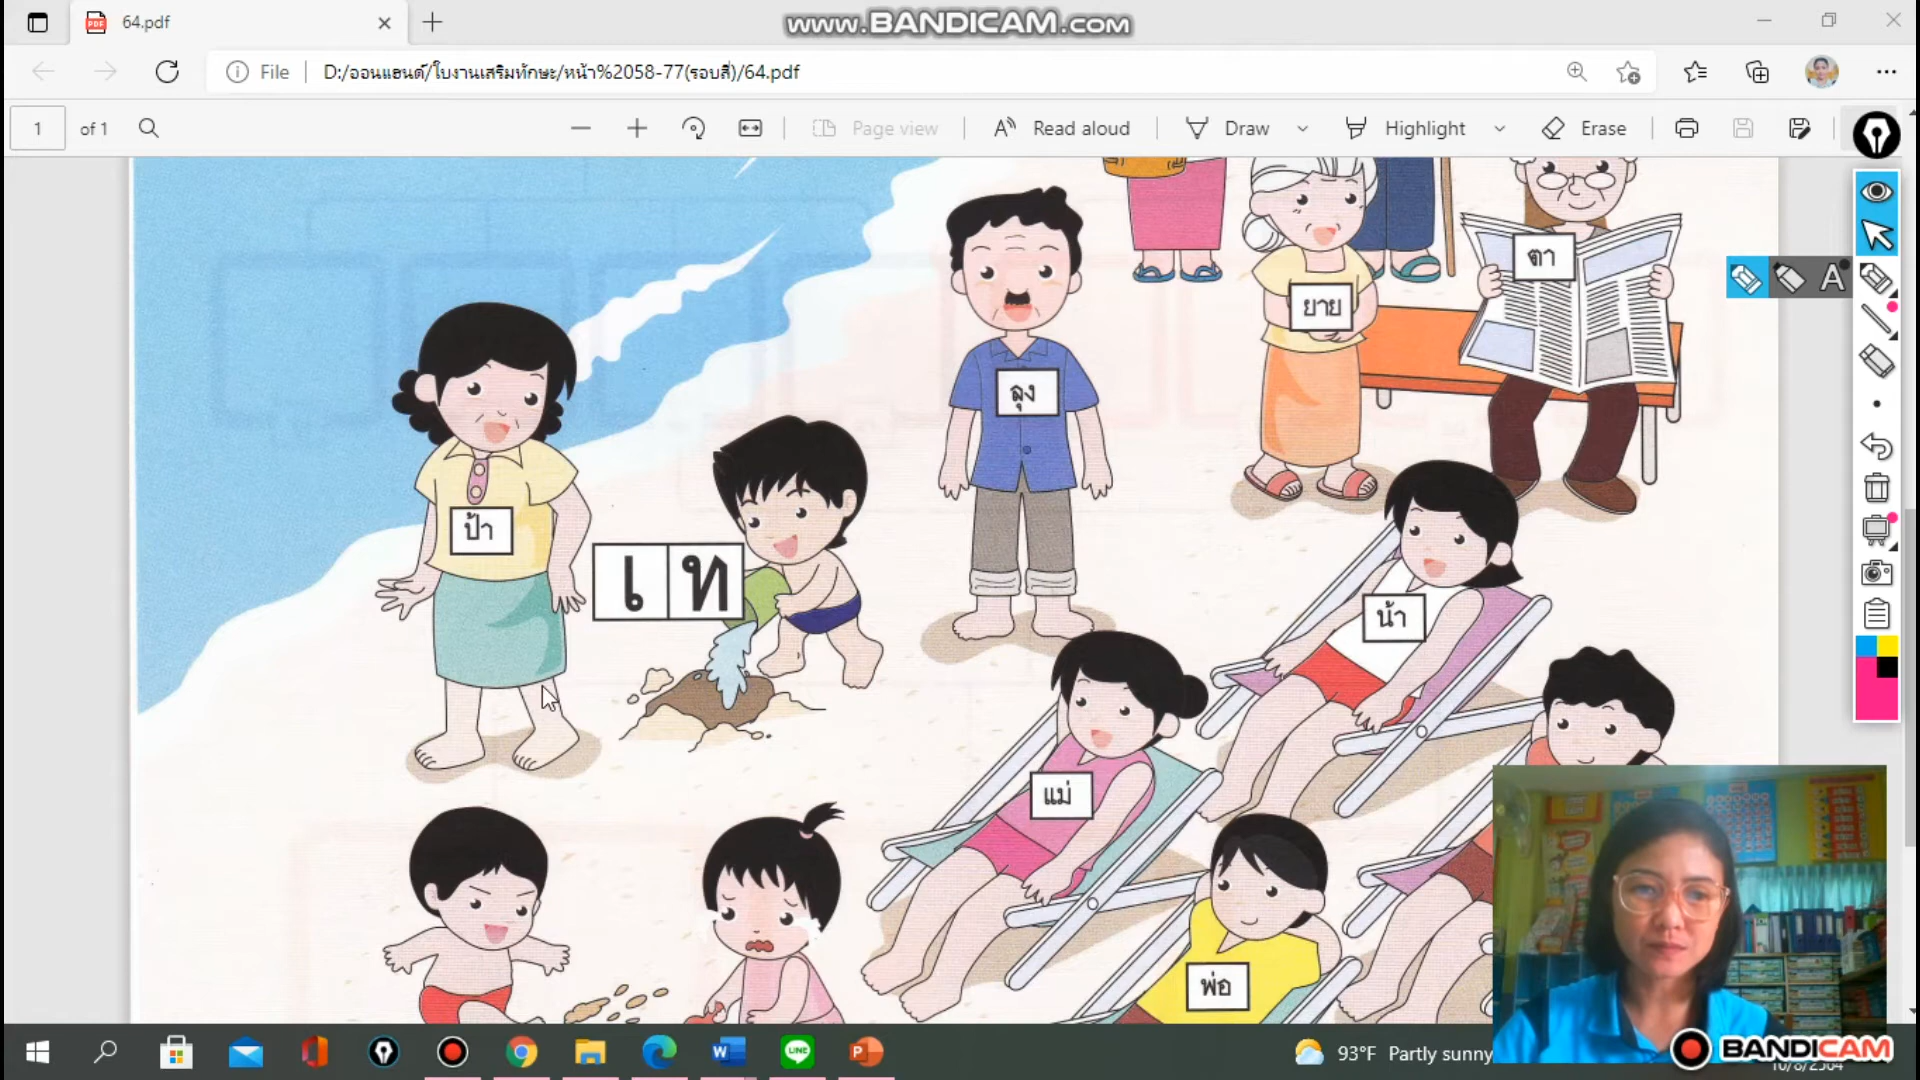 64.pdf
www.BANDICAM.com
File
D:/ออนแฮนด์/ใบงานเสริมทักษะ/หน้า%2058-77(รอบสี่)/64.pdf
1
of 1
Page view
Read aloud
Draw
Highlight
Erase
A
ตา
ยาย
ลุง
ป้า
เ ท
น้า
แม่
พ่อ
93°F Partly sunny
BANDICAM
10/8/2564